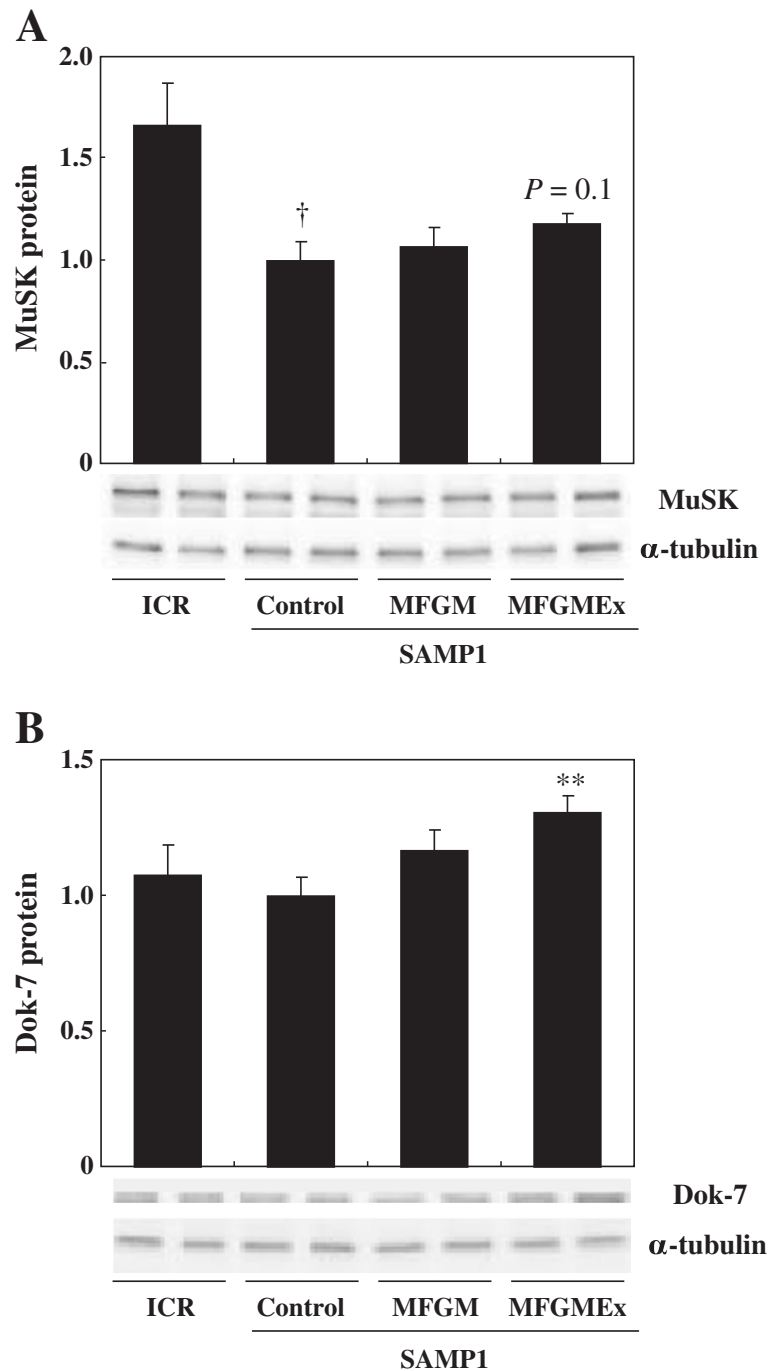 A
2.0
1.5
1.0
0.5
0
MuSK protein
†
P = 0.1
MuSK
α-tubulin
ICR Control MFGM MFGMEx
SAMP1
B
1.5
1.0
0.5
0
Dok-7 protein
**
Dok-7
α-tubulin
ICR Control MFGM MFGMEx
SAMP1